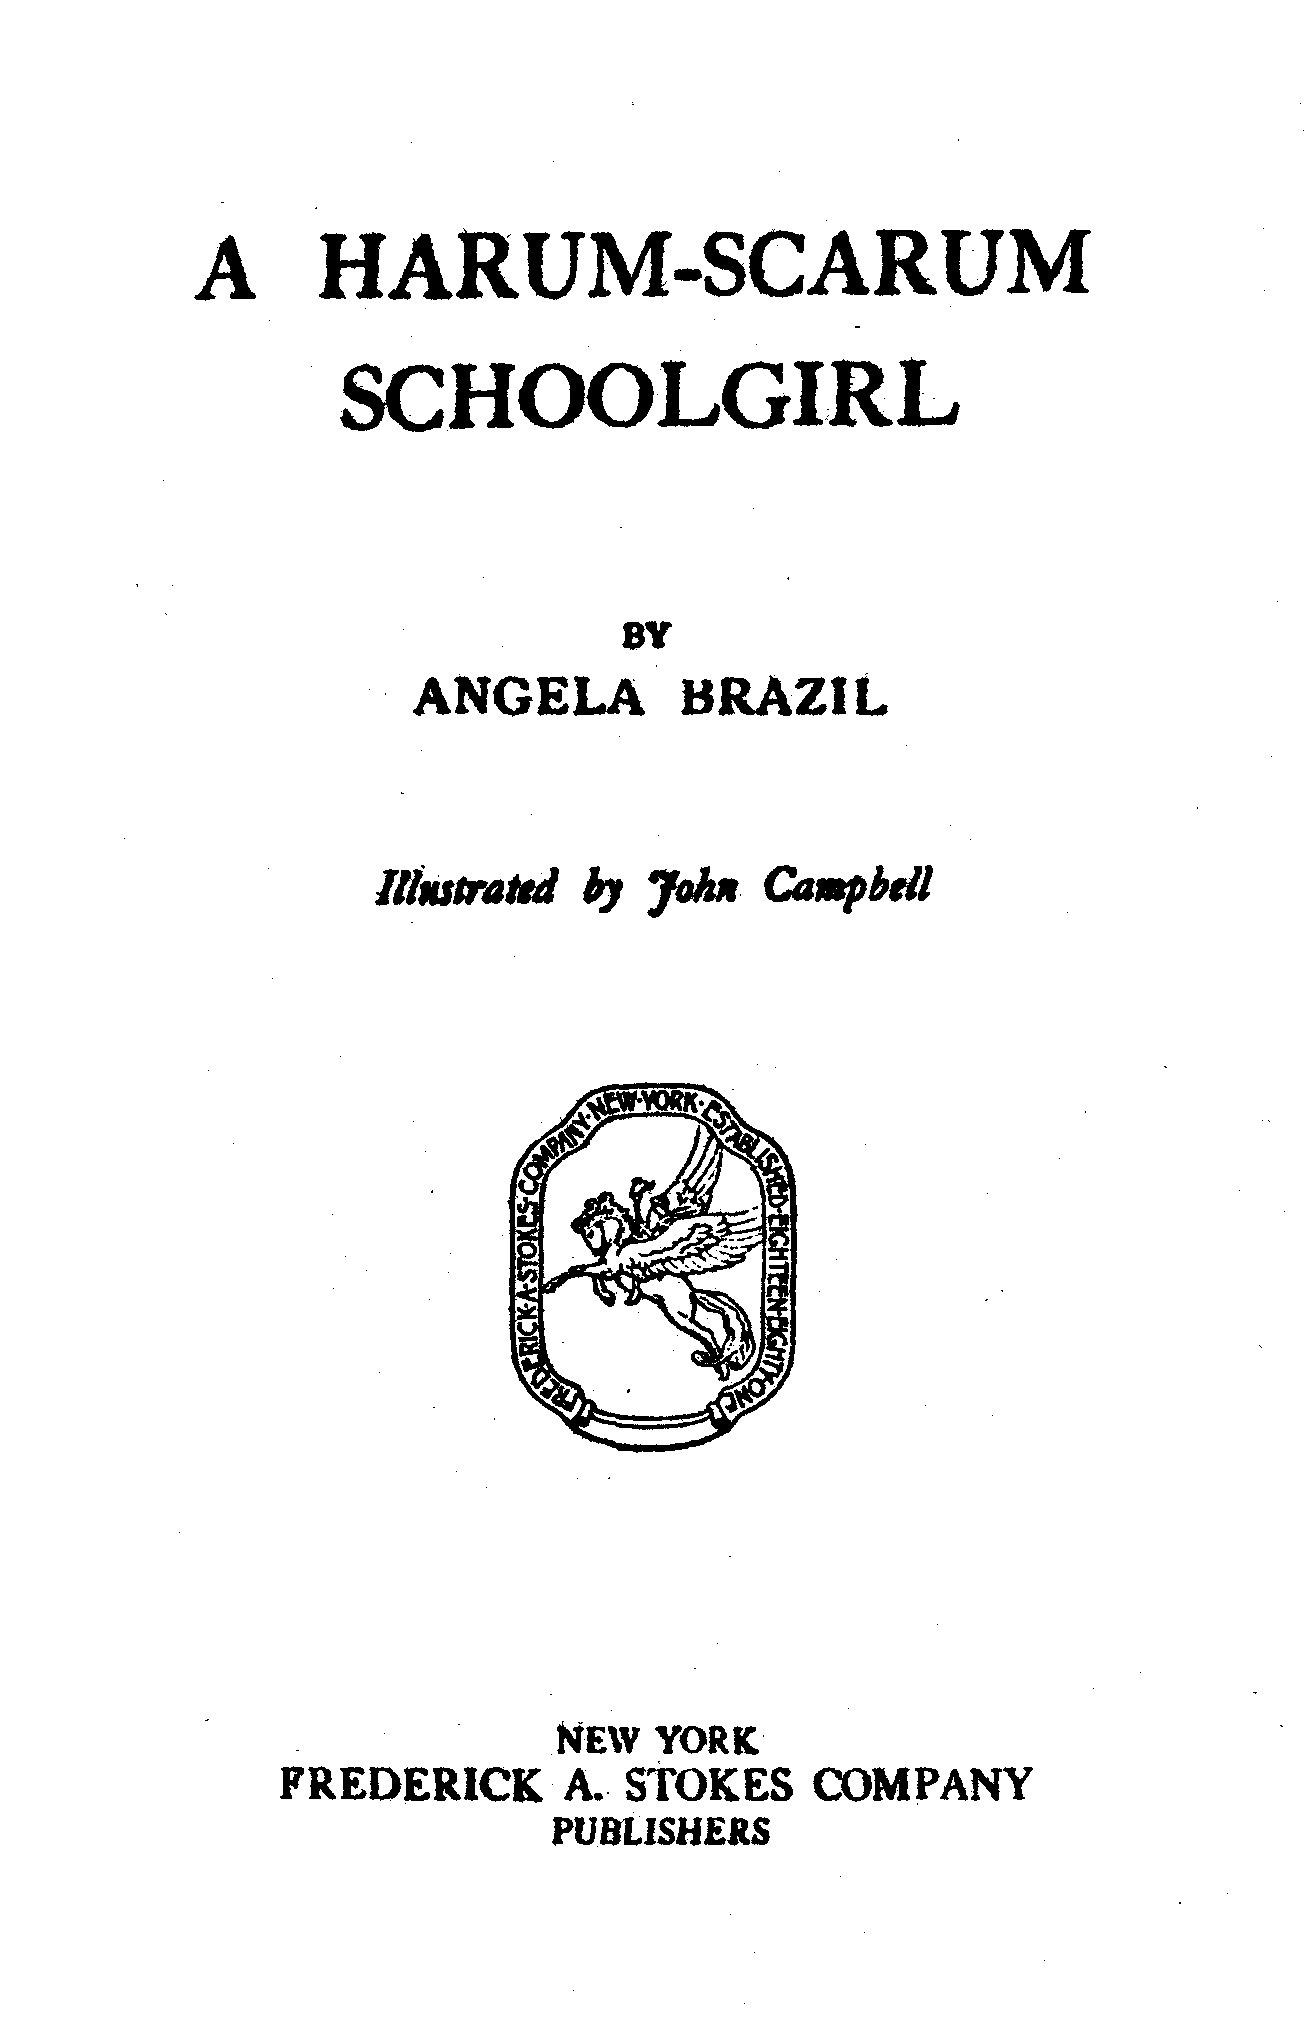 A HARUM-SCARUM
SCHOOLGIRL
BY
ANGELA BRAZIL
Illustrated by John Campbell
FREDERICK·A·STOKES·COMPANY·NEW·YORK·ESTABLISHED·EIGHTEEN·EIGHTY·ONE
NEW YORK
FREDERICK A. STOKES COMPANY
PUBLISHERS